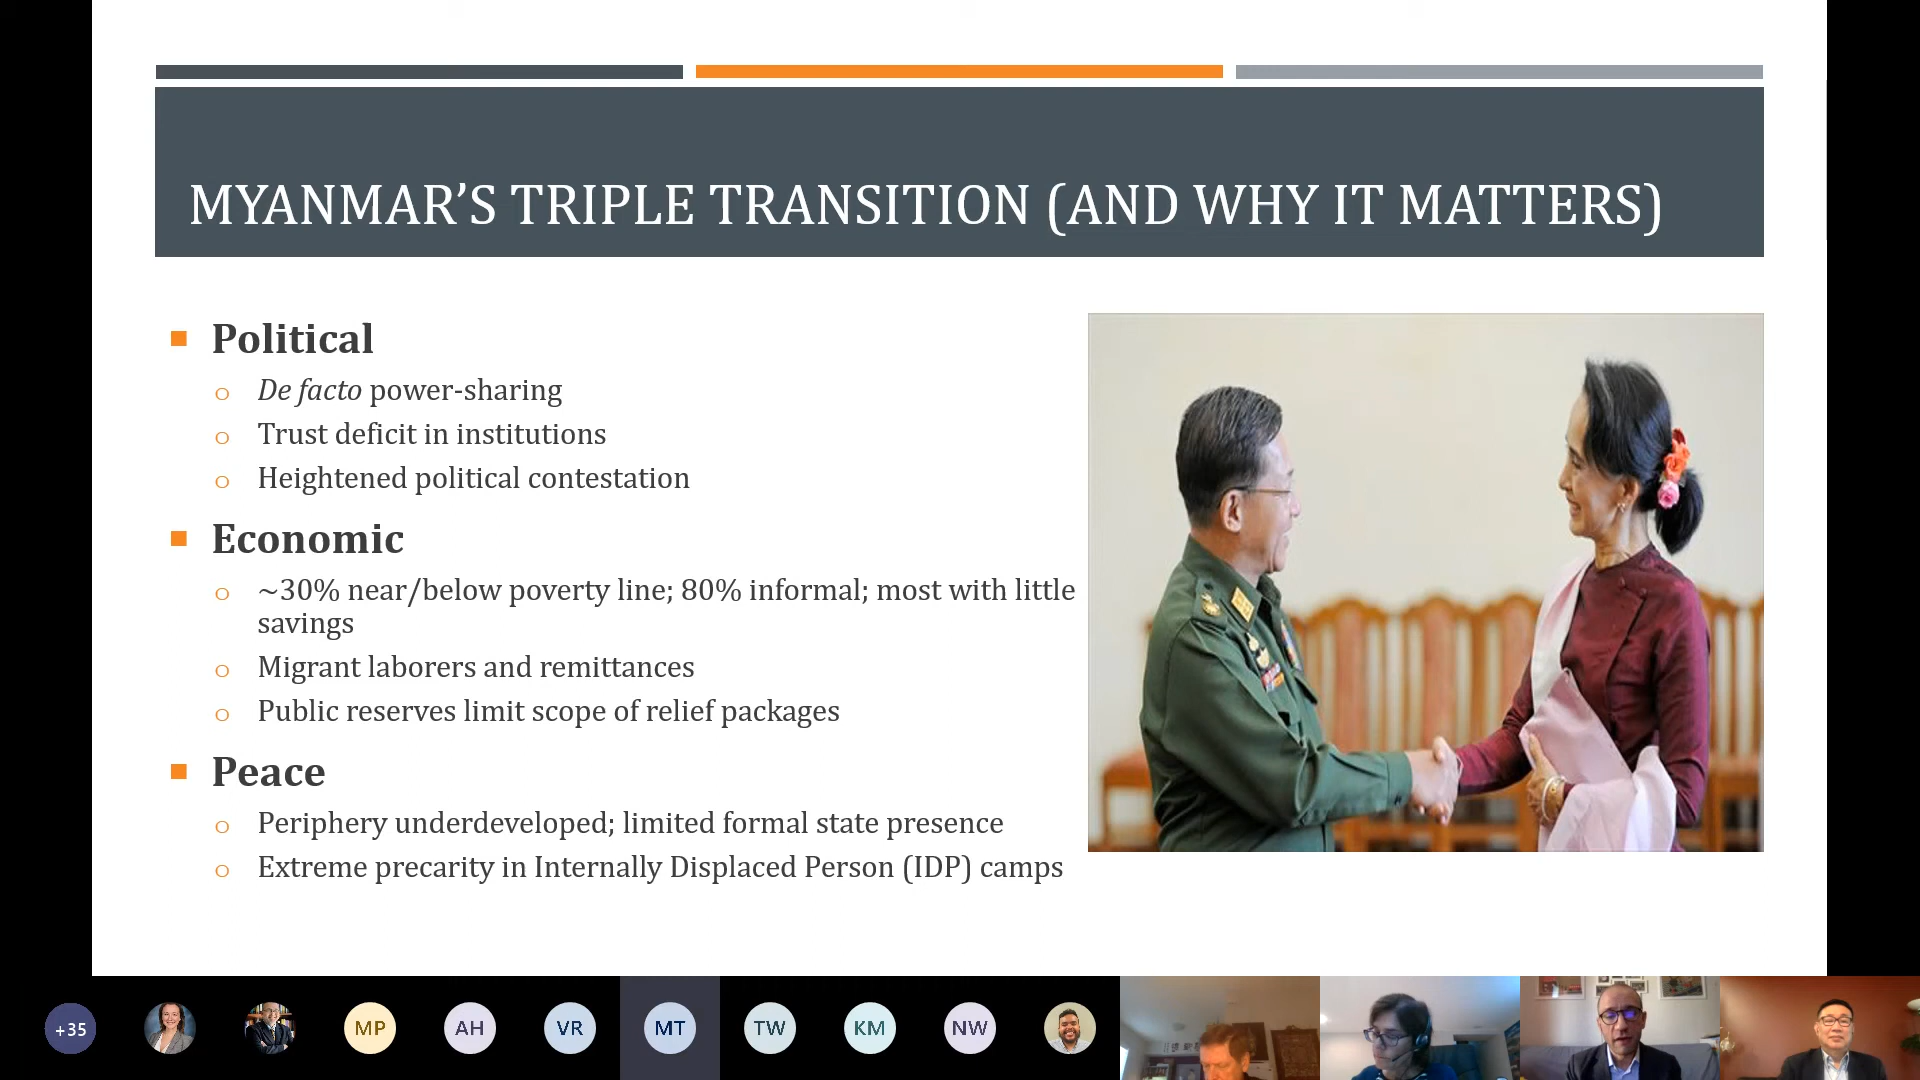 MYANMAR’S TRIPLE TRANSITION (AND WHY IT MATTERS)
Political
De facto power-sharing
Trust deficit in institutions
Heightened political contestation
Economic
~30% near/below poverty line; 80% informal; most with little
savings
Migrant laborers and remittances
Public reserves limit scope of relief packages
Peace
Periphery underdeveloped; limited formal state presence
Extreme precarity in Internally Displaced Person (IDP) camps
+35
MP
AH
VR
MT
TW
KM
NW